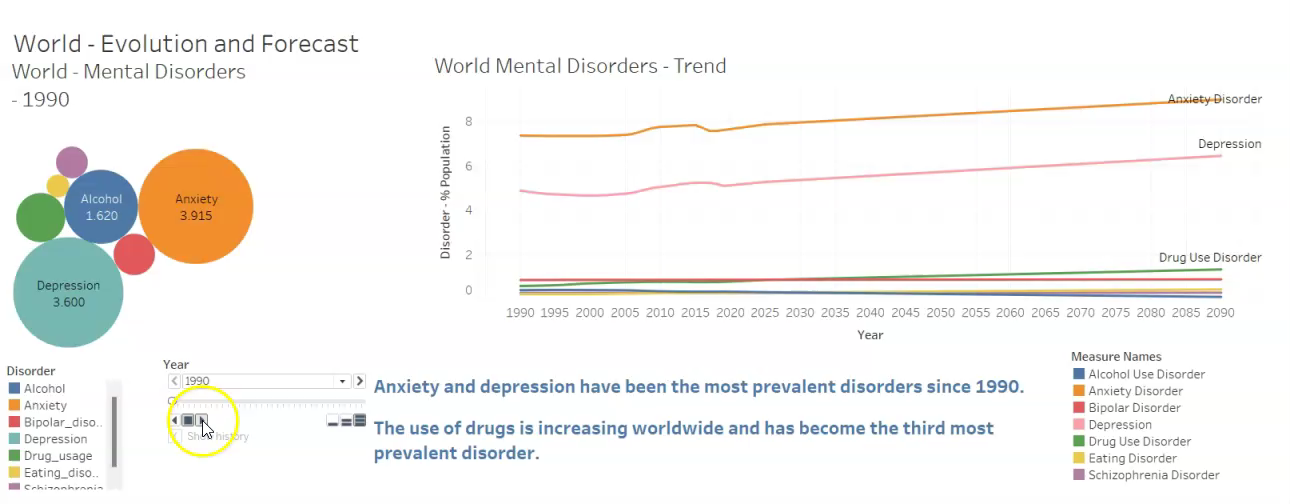 World - Evolution and Forecast
World - Mental Disorders
- 1990
Alcohol
1.620
Anxiety
3.915
Depression
3.600
World Mental Disorders - Trend
Disorder - % Population
8
6
4
2
0
Anxiety Disorder
Depression
Drug Use Disorder
1990 1995 2000 2005 2010 2015 2020 2025 2030 2035 2040 2045 2050 2055 2060 2065 2070 2075 2080 2085 2090
Year
Disorder
Alcohol
Anxiety
Bipolar_diso..
Depression
Drug_usage
Eating_diso..
Schizophrenia
Year
1990
Show history
Anxiety and depression have been the most prevalent disorders since 1990.
The use of drugs is increasing worldwide and has become the third most
prevalent disorder.
Measure Names
Alcohol Use Disorder
Anxiety Disorder
Bipolar Disorder
Depression
Drug Use Disorder
Eating Disorder
Schizophrenia Disorder